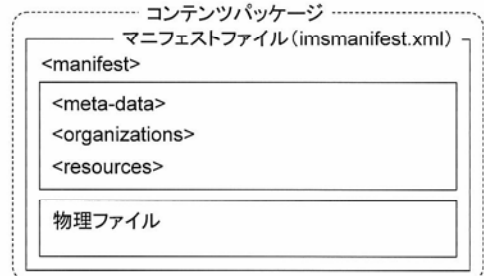 コンテンツパッケージ
マニフェストファイル(imsmanifest.xml)
<manifest>
<meta-data>
<organizations>
<resources>
物理ファイル